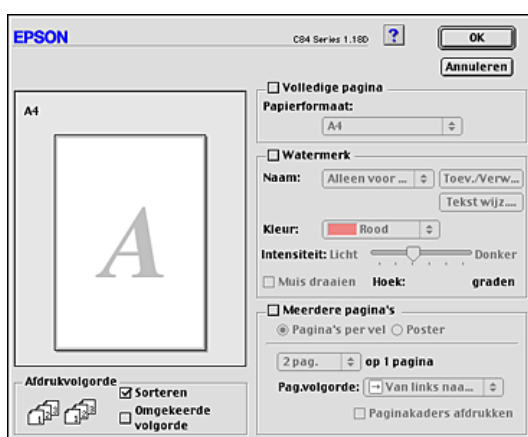 EPSON
C84 Series 1.18D
?
OK
Annuleren
A4
A
Volledige pagina
Papierformaat:
A4
Watermerk
Naam:
Alleen voor ...
Toev./Verw...
Tekst wijz....
Kleur:
Rood
Intensiteit: Licht
Donker
Muis draaien
Hoek:
graden
Meerdere pagina's
Pagina's per vel
Poster
2 pag.
op 1 pagina
Pag.volgorde:
Van links naa...
Paginakaders afdrukken
Afdrukvolgorde
Sorteren
Omgekeerde
volgorde